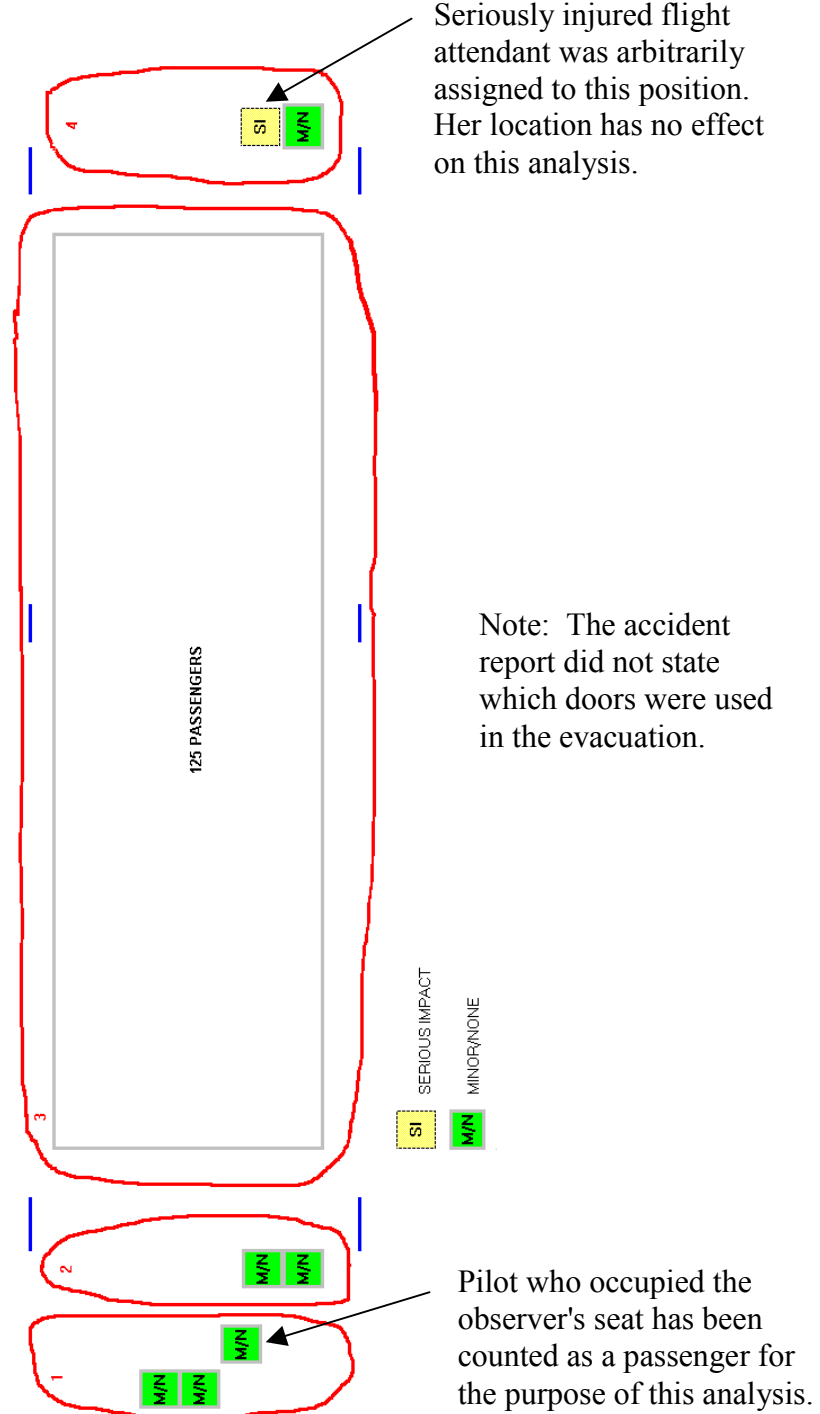 Seriously injured flight
attendant was arbitrarily
assigned to this position.
Her location has no effect
on this analysis.
4
SI
M/N
Note: The accident
report did not state
which doors were used
in the evacuation.
125 PASSENGERS
3
SI SERIOUS IMPACT
M/N MINOR/NONE
2
M/N
M/N
Pilot who occupied the
observer's seat has been
counted as a passenger for
the purpose of this analysis.
M/N
1
M/N
M/N